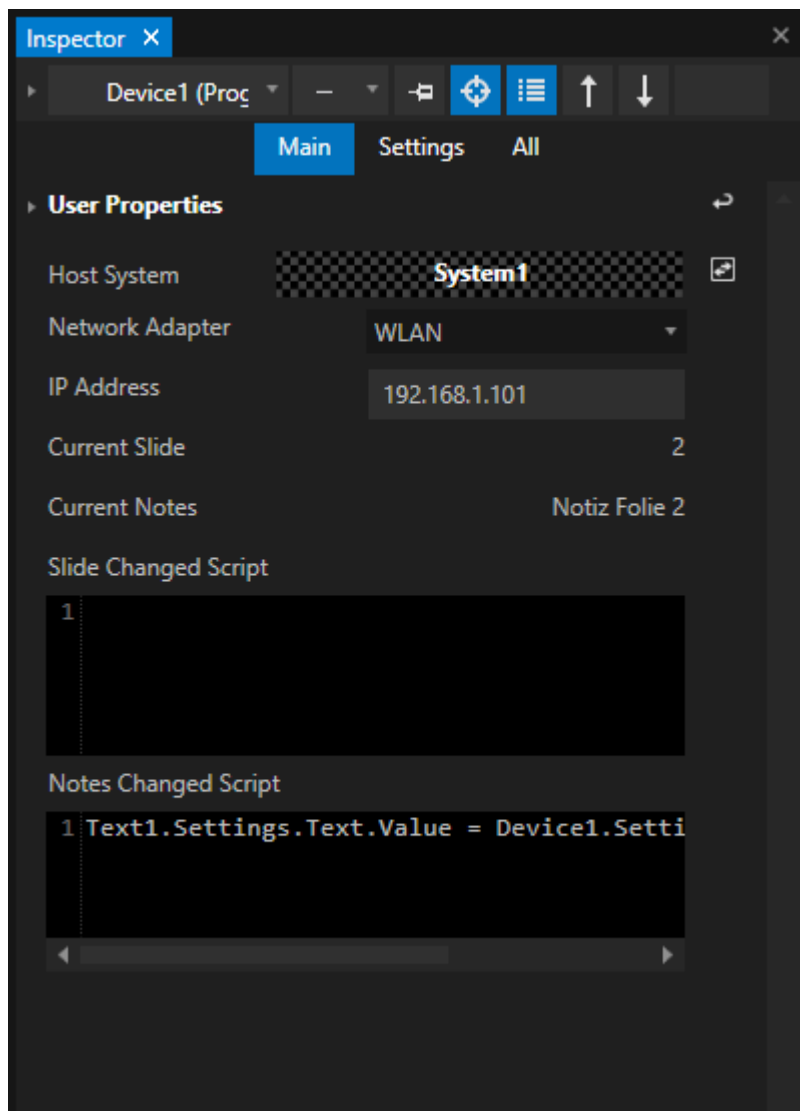 Inspector
Device1 (Prog
Main Settings All
User Properties
Host System System1
Network Adapter WLAN
IP Address 192.168.1.101
Current Slide 2
Current Notes Notiz Folie 2
Slide Changed Script
1
Notes Changed Script
1 Text1.Settings.Text.Value = Device1.Setti